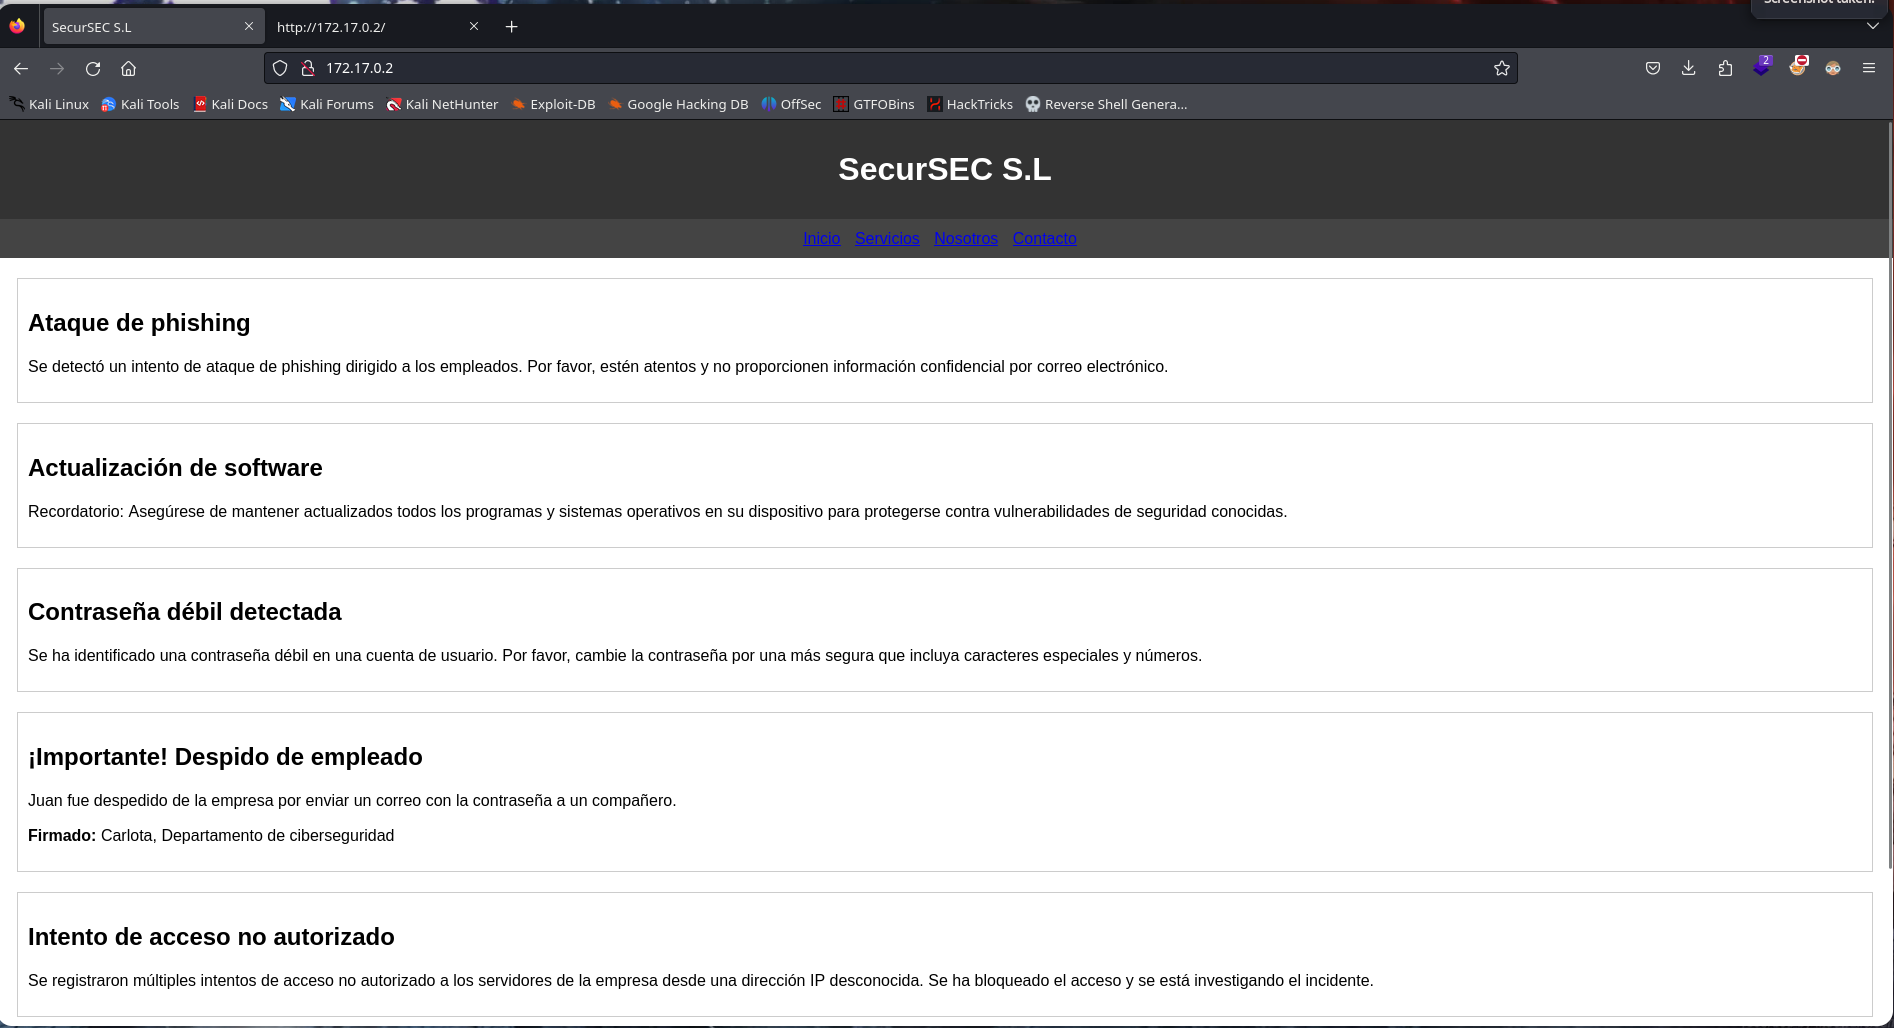 Screenshot taken.
SecurSEC S.L
http://172.17.0.2/
172.17.0.2
2
Kali Linux Kali Tools Kali Docs Kali Forums Kali NetHunter Exploit-DB Google Hacking DB OffSec GTFOBins HackTricks Reverse Shell Genera…
SecurSEC S.L
Inicio Servicios Nosotros Contacto
Ataque de phishing
Se detectó un intento de ataque de phishing dirigido a los empleados. Por favor, estén atentos y no proporcionen información confidencial por correo electrónico.
Actualización de software
Recordatorio: Asegúrese de mantener actualizados todos los programas y sistemas operativos en su dispositivo para protegerse contra vulnerabilidades de seguridad conocidas.
Contraseña débil detectada
Se ha identificado una contraseña débil en una cuenta de usuario. Por favor, cambie la contraseña por una más segura que incluya caracteres especiales y números.
¡Importante! Despido de empleado
Juan fue despedido de la empresa por enviar un correo con la contraseña a un compañero.
Firmado: Carlota, Departamento de ciberseguridad
Intento de acceso no autorizado
Se registraron múltiples intentos de acceso no autorizado a los servidores de la empresa desde una dirección IP desconocida. Se ha bloqueado el acceso y se está investigando el incidente.